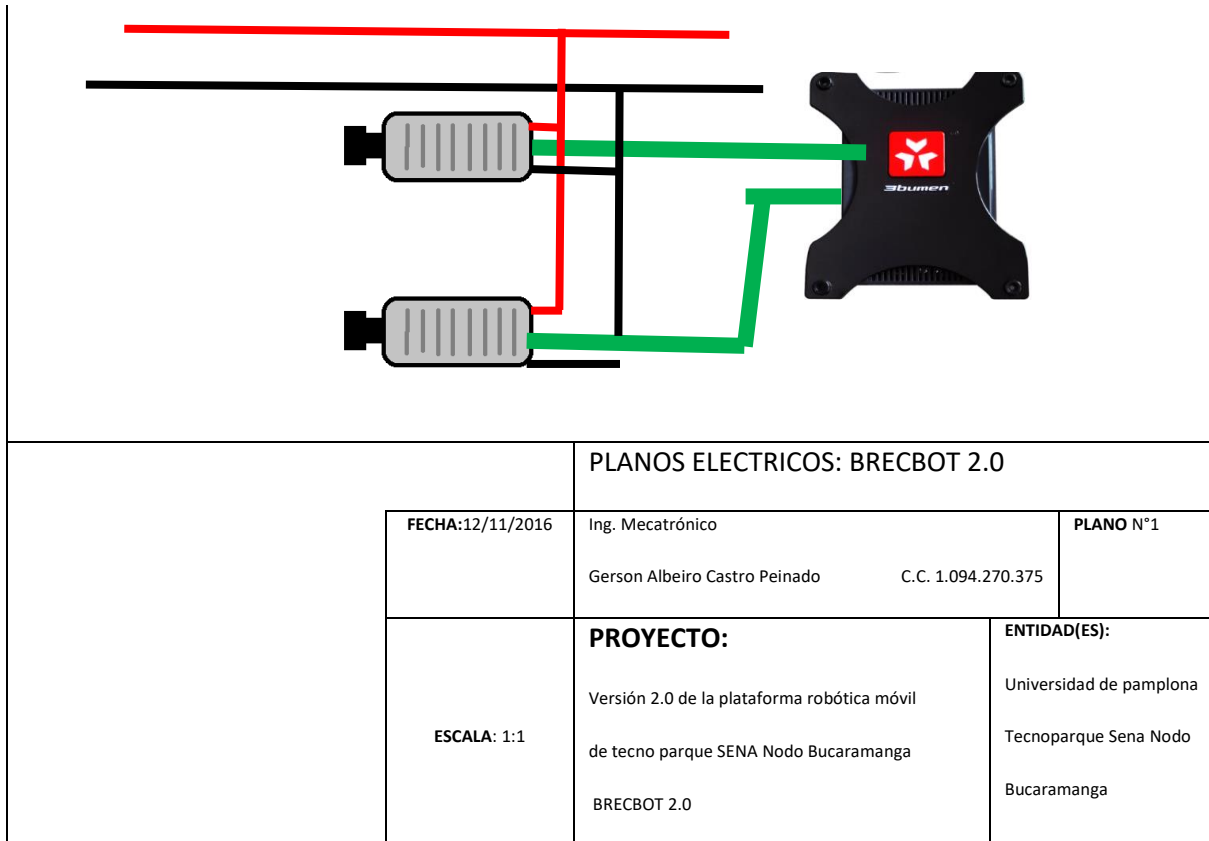 3bumen
PLANOS ELECTRICOS: BRECBOT 2.0
FECHA:12/11/2016
Ing. Mecatrónico
Gerson Albeiro Castro Peinado C.C. 1.094.270.375
PLANO N°1
ESCALA: 1:1
PROYECTO:
Versión 2.0 de la plataforma robótica móvil
de tecno parque SENA Nodo Bucaramanga
BRECBOT 2.0
ENTIDAD(ES):
Universidad de pamplona
Tecnoparque Sena Nodo
Bucaramanga